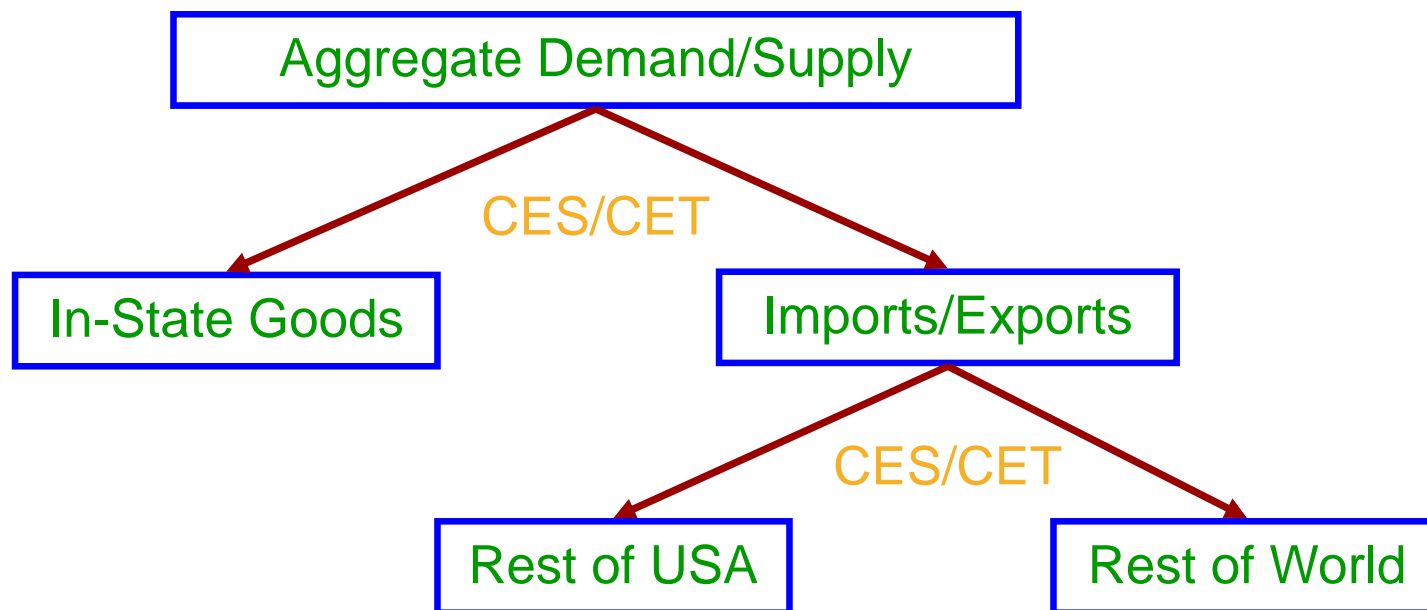 Aggregate Demand/Supply
CES/CET
In-State Goods
Imports/Exports
CES/CET
Rest of USA
Rest of World